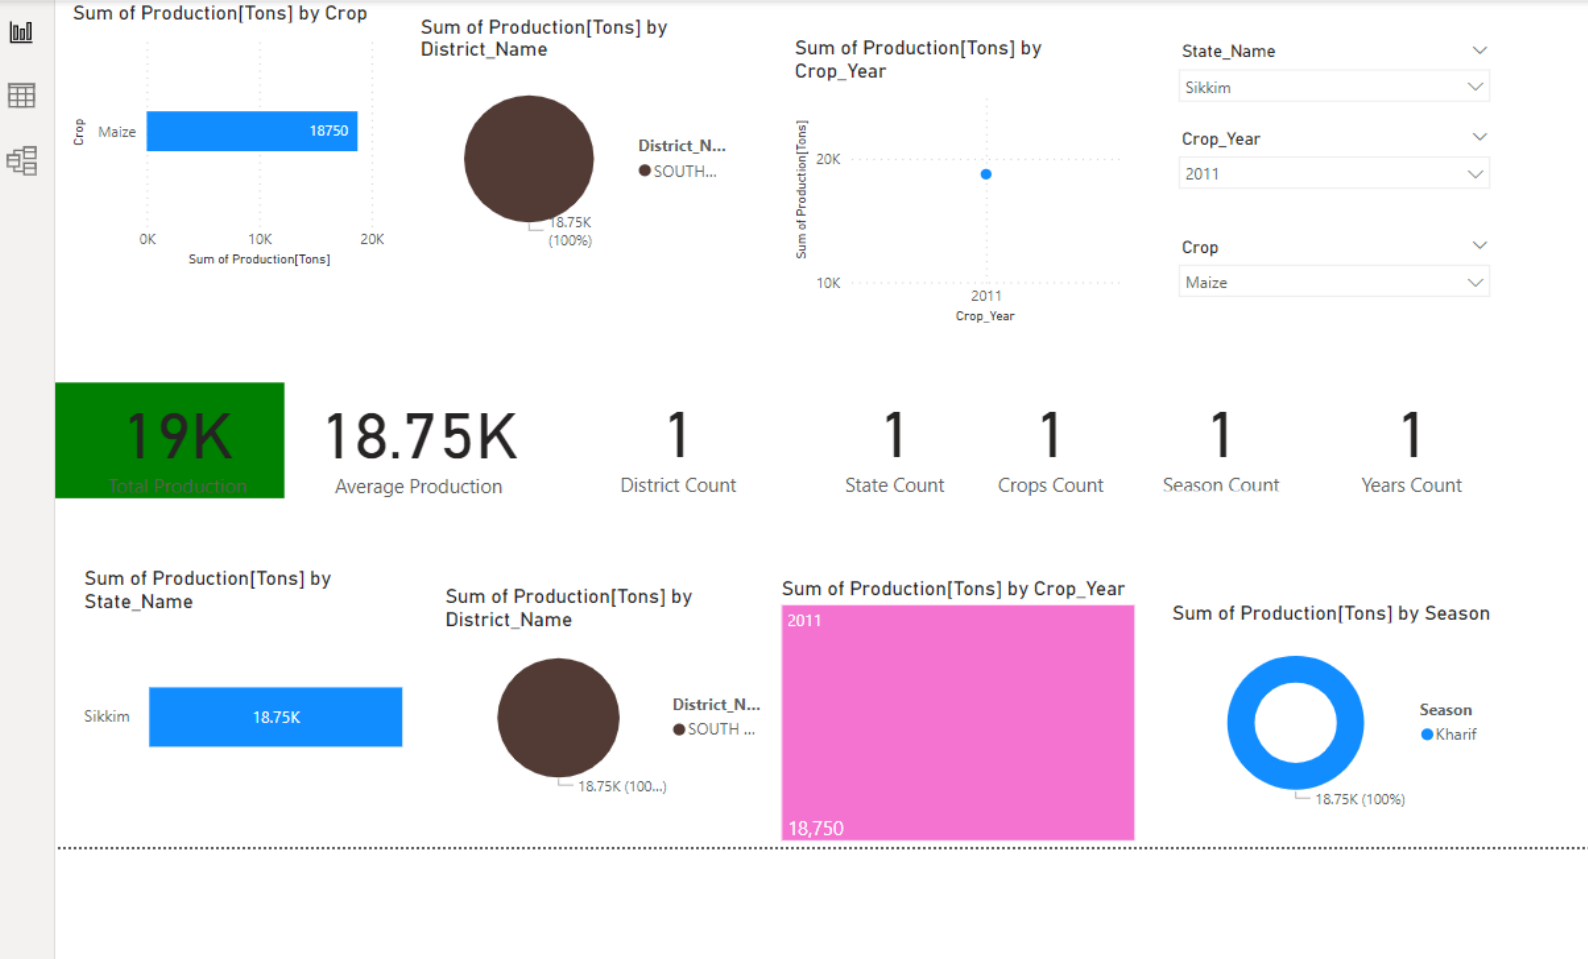 Sum of Production[Tons] by Crop
Crop
Maize
18750
0K
10K
20K
Sum of Production[Tons]
Sum of Production[Tons] by
District_Name
District_N...
SOUTH...
18.75K
(100%)
Sum of Production[Tons] by
Crop_Year
Sum of Production[Tons]
20K
10K
2011
Crop_Year
State_Name
Sikkim
Crop_Year
2011
Crop
Maize
19K
Total Production
18.75K
Average Production
1
District Count
1
State Count
1
Crops Count
1
Season Count
1
Years Count
Sum of Production[Tons] by
State_Name
Sikkim
18.75K
Sum of Production[Tons] by
District_Name
District_N...
SOUTH ...
18.75K (100...)
Sum of Production[Tons] by Crop_Year
2011
18,750
Sum of Production[Tons] by Season
Season
Kharif
18.75K (100%)